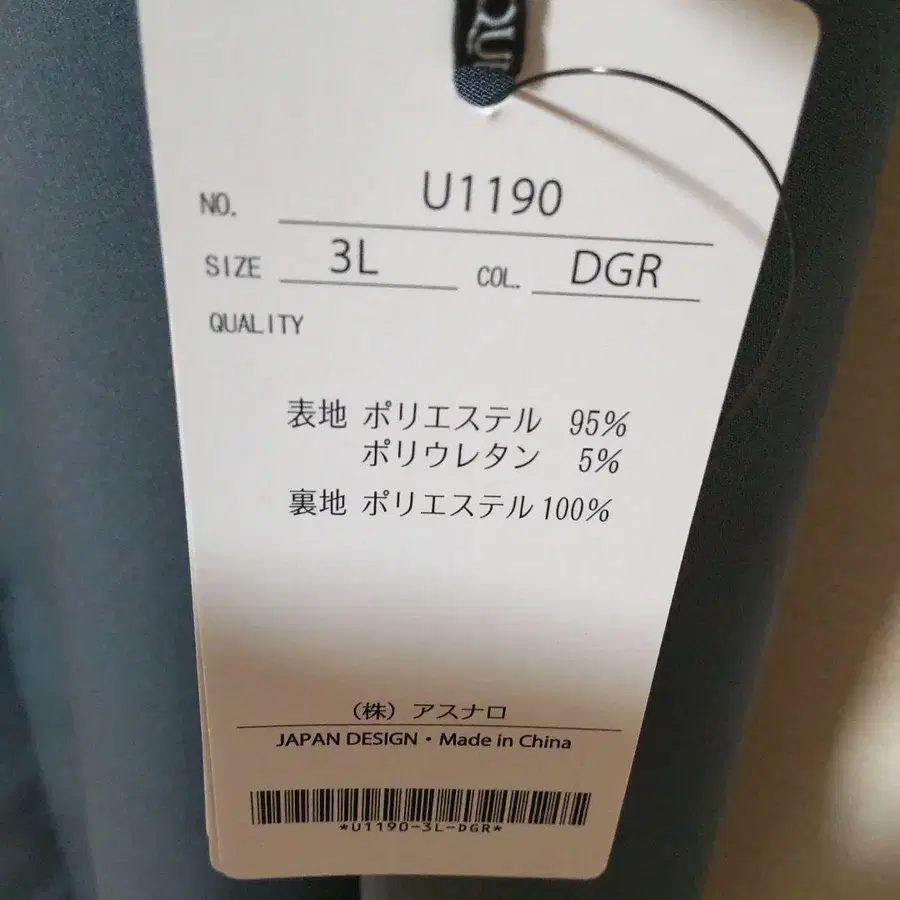 NO. U1190
SIZE 3L COL. DGR
QUALITY
表地 ポリエステル 95%
ポリウレタン 5%
裏地 ポリエステル 100%
(株) アスナロ
JAPAN DESIGN・Made in China
*U1190-3L-DGR*